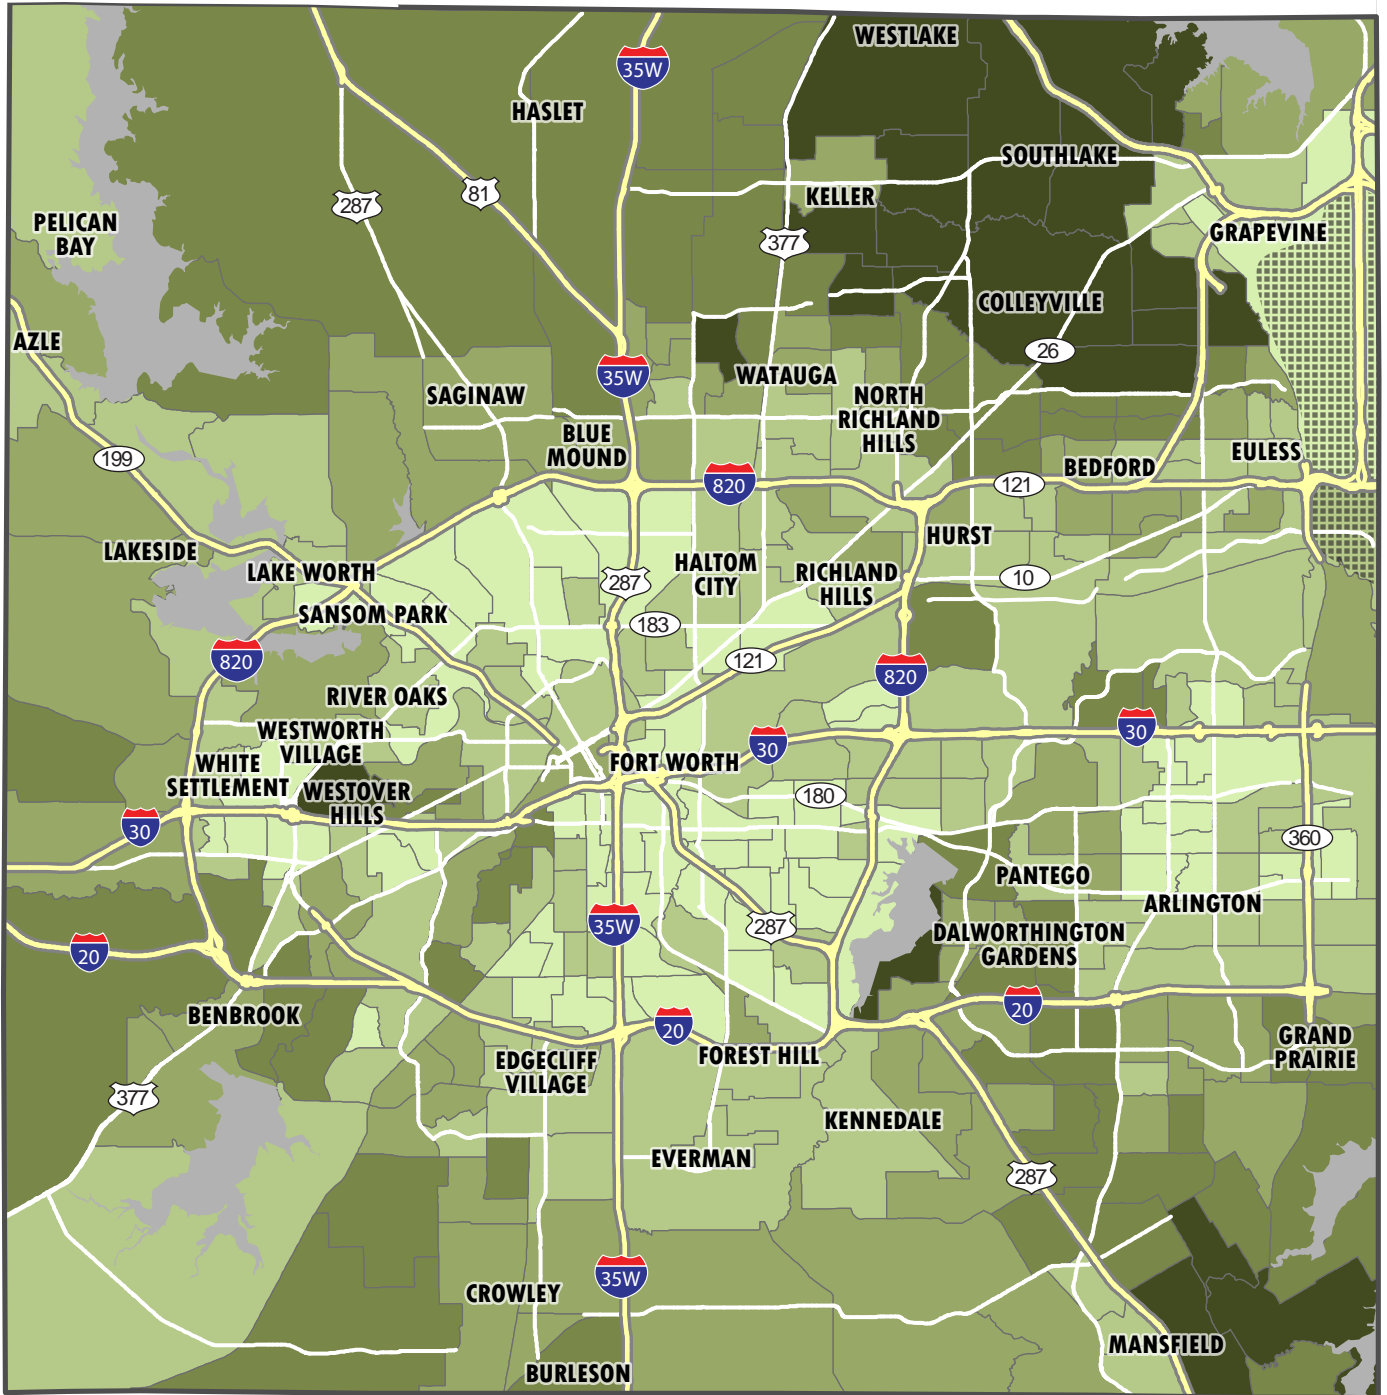 WESTLAKE
35W
HASLET
SOUTHLAKE
81
KELLER
287
PELICAN
BAY
GRAPEVINE
377
COLLEYVILLE
AZLE
26
35W
WATAUGA
SAGINAW
NORTH
RICHLAND
HILLS
BLUE
MOUND
EULESS
199
BEDFORD
820
121
HURST
LAKESIDE
LAKE WORTH
HALTOM
CITY
RICHLAND
HILLS
287
10
SANSOM PARK
183
820
121
820
RIVER OAKS
30
WESTWORTH
VILLAGE
30
FORT WORTH
WHITE
SETTLEMENT
WESTOVER
HILLS
180
30
360
PANTEGO
ARLINGTON
35W
287
DALWORTHINGTON
GARDENS
20
20
BENBROOK
20
GRAND
PRAIRIE
EDGECLIFF
VILLAGE
FOREST HILL
377
KENNEDALE
EVERMAN
287
35W
CROWLEY
MANSFIELD
BURLESON